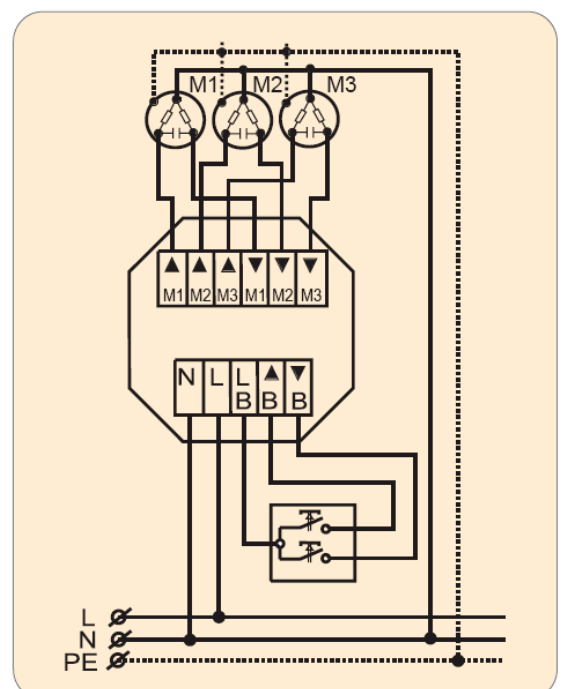 M1 M2 M3
▲ ▲ ▲ ▼ ▼ ▼
M1 M2 M3 M1 M2 M3
N L L ▲ ▼
B B B
L
N
PE